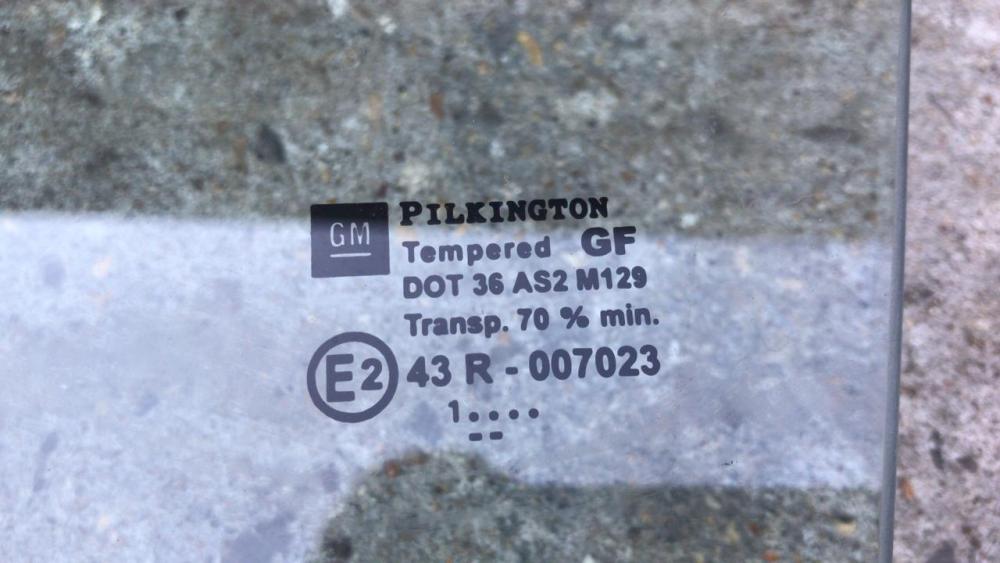 GM
PILKINGTON
Tempered GF
DOT 36 AS2 M129
Transp. 70 % min.
E2 43 R - 007023
1....
--